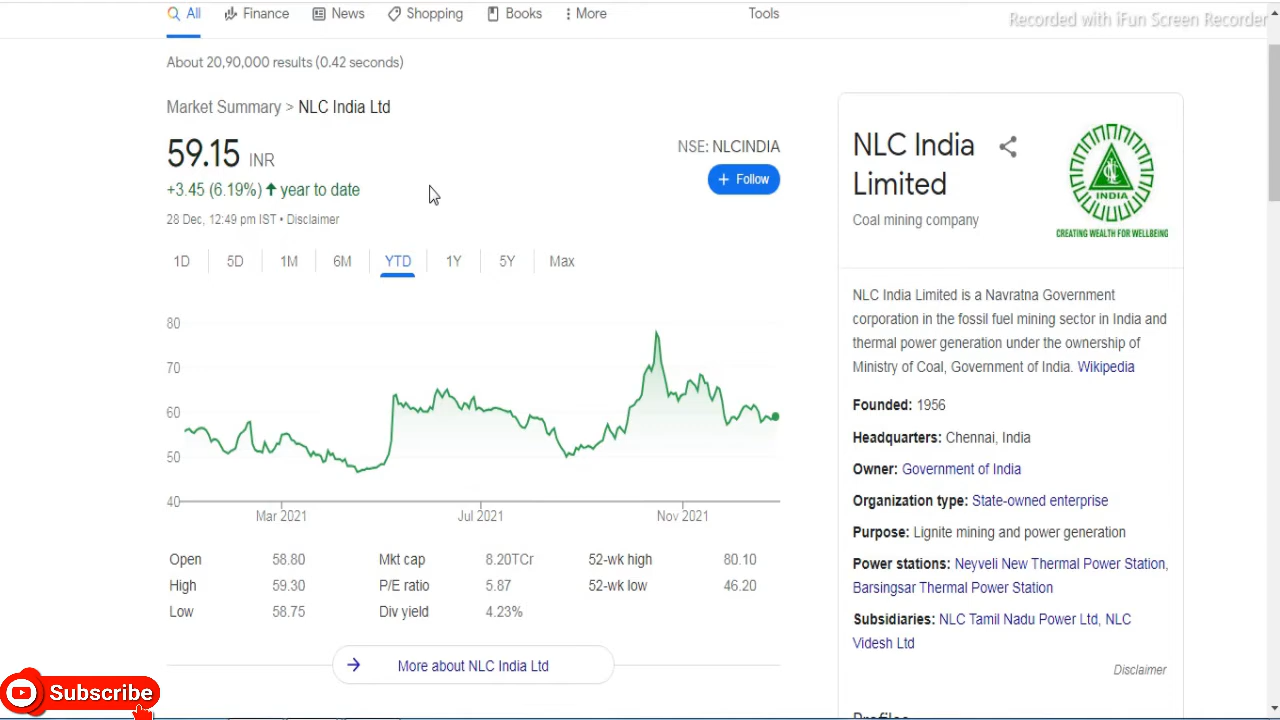 All Finance News Shopping Books More Tools
Recorded with iFun Screen Recorder
About 20,90,000 results (0.42 seconds)
Market Summary > NLC India Ltd
59.15 INR
+3.45 (6.19%) ↑ year to date
28 Dec, 12:49 pm IST • Disclaimer
NSE: NLCINDIA
+ Follow
1D 5D 1M 6M YTD 1Y 5Y Max
80
70
60
50
40
Mar 2021 Jul 2021 Nov 2021
Open 58.80 Mkt cap 8.20TCr 52-wk high 80.10
High 59.30 P/E ratio 5.87 52-wk low 46.20
Low 58.75 Div yield 4.23%
More about NLC India Ltd
Subscribe
NLC India
Limited
Coal mining company
INDIA
CREATING WEALTH FOR WELLBEING
NLC India Limited is a Navratna Government
corporation in the fossil fuel mining sector in India and
thermal power generation under the ownership of
Ministry of Coal, Government of India. Wikipedia
Founded: 1956
Headquarters: Chennai, India
Owner: Government of India
Organization type: State-owned enterprise
Purpose: Lignite mining and power generation
Power stations: Neyveli New Thermal Power Station,
Barsingsar Thermal Power Station
Subsidiaries: NLC Tamil Nadu Power Ltd, NLC
Videsh Ltd
Disclaimer
Profiles